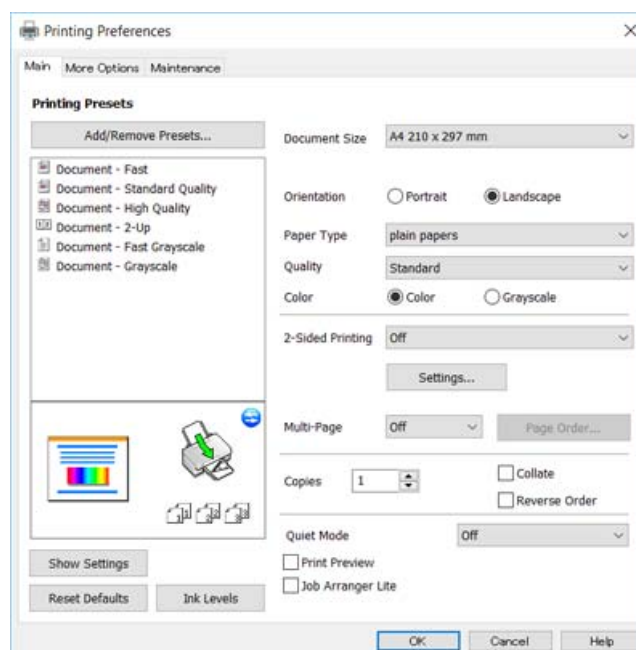 Printing Preferences
Main More Options Maintenance
Printing Presets
Add/Remove Presets...
Document - Fast
Document - Standard Quality
Document - High Quality
Document - 2-Up
Document - Fast Grayscale
Document - Grayscale
Show Settings
Reset Defaults Ink Levels
Document Size A4 210 x 297 mm
Orientation Portrait Landscape
Paper Type plain papers
Quality Standard
Color Color Grayscale
2-Sided Printing Off
Settings...
Multi-Page Off Page Order...
Copies 1 Collate
Reverse Order
Quiet Mode Off
Print Preview
Job Arranger Lite
OK Cancel Help